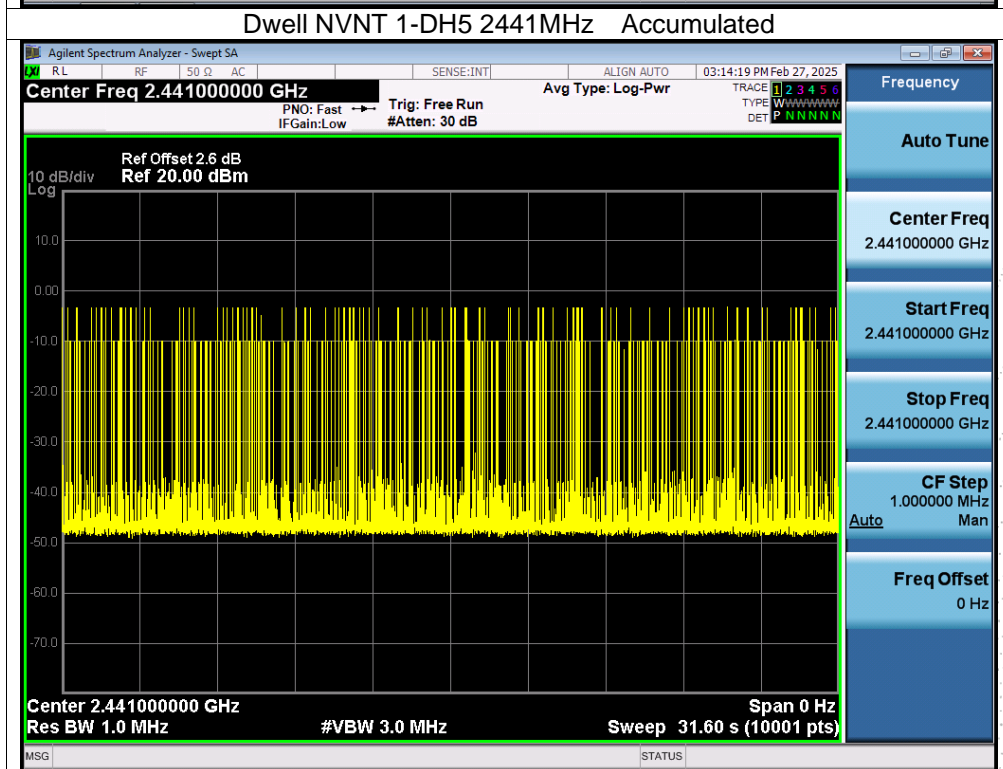 Dwell NVNT 1-DH5 2441MHz Accumulated
Agilent Spectrum Analyzer - Swept SA
LXI RL RF 50 Ω AC SENSE:INT ALIGN AUTO 03:14:19 PM Feb 27, 2025
Center Freq 2.441000000 GHz
PNO: Fast
IFGain:Low
Trig: Free Run
#Atten: 30 dB
Avg Type: Log-Pwr
TRACE 1 2 3 4 5 6
TYPE WWWWWWW
DET P N N N N N
Frequency
Ref Offset 2.6 dB
10 dB/div Ref 20.00 dBm
Log
10.0
0.00
-10.0
-20.0
-30.0
-40.0
-50.0
-60.0
-70.0
Center 2.441000000 GHz Span 0 Hz
Res BW 1.0 MHz #VBW 3.0 MHz Sweep 31.60 s (10001 pts)
Auto Tune
Center Freq
2.441000000 GHz
Start Freq
2.441000000 GHz
Stop Freq
2.441000000 GHz
CF Step
1.000000 MHz
Auto Man
Freq Offset
0 Hz
MSG STATUS